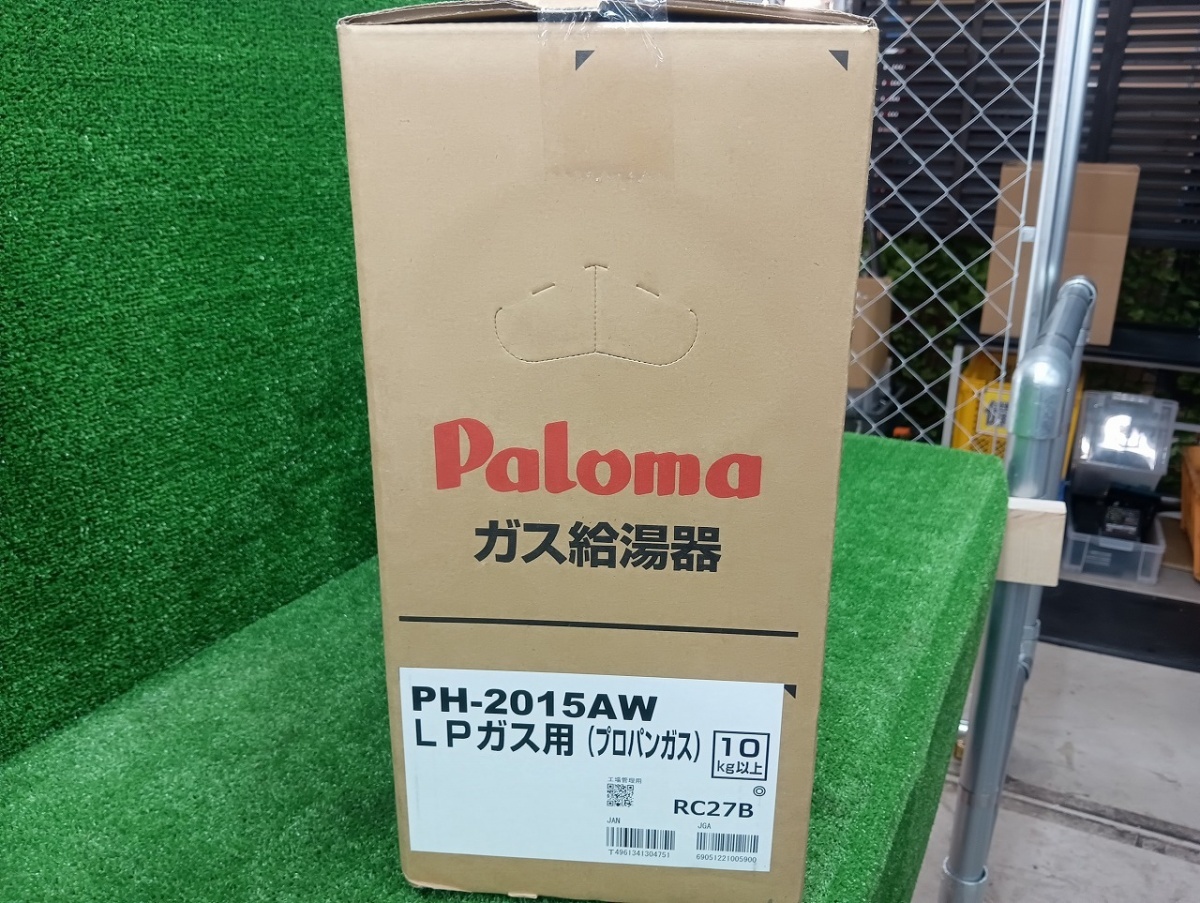 Paloma
ガス給湯器
PH-2015AW
LPガス用（プロパンガス）
10
kg以上
工場管理用
◎
RC27B
JAN
JGA
T4961341304751
69051221005900